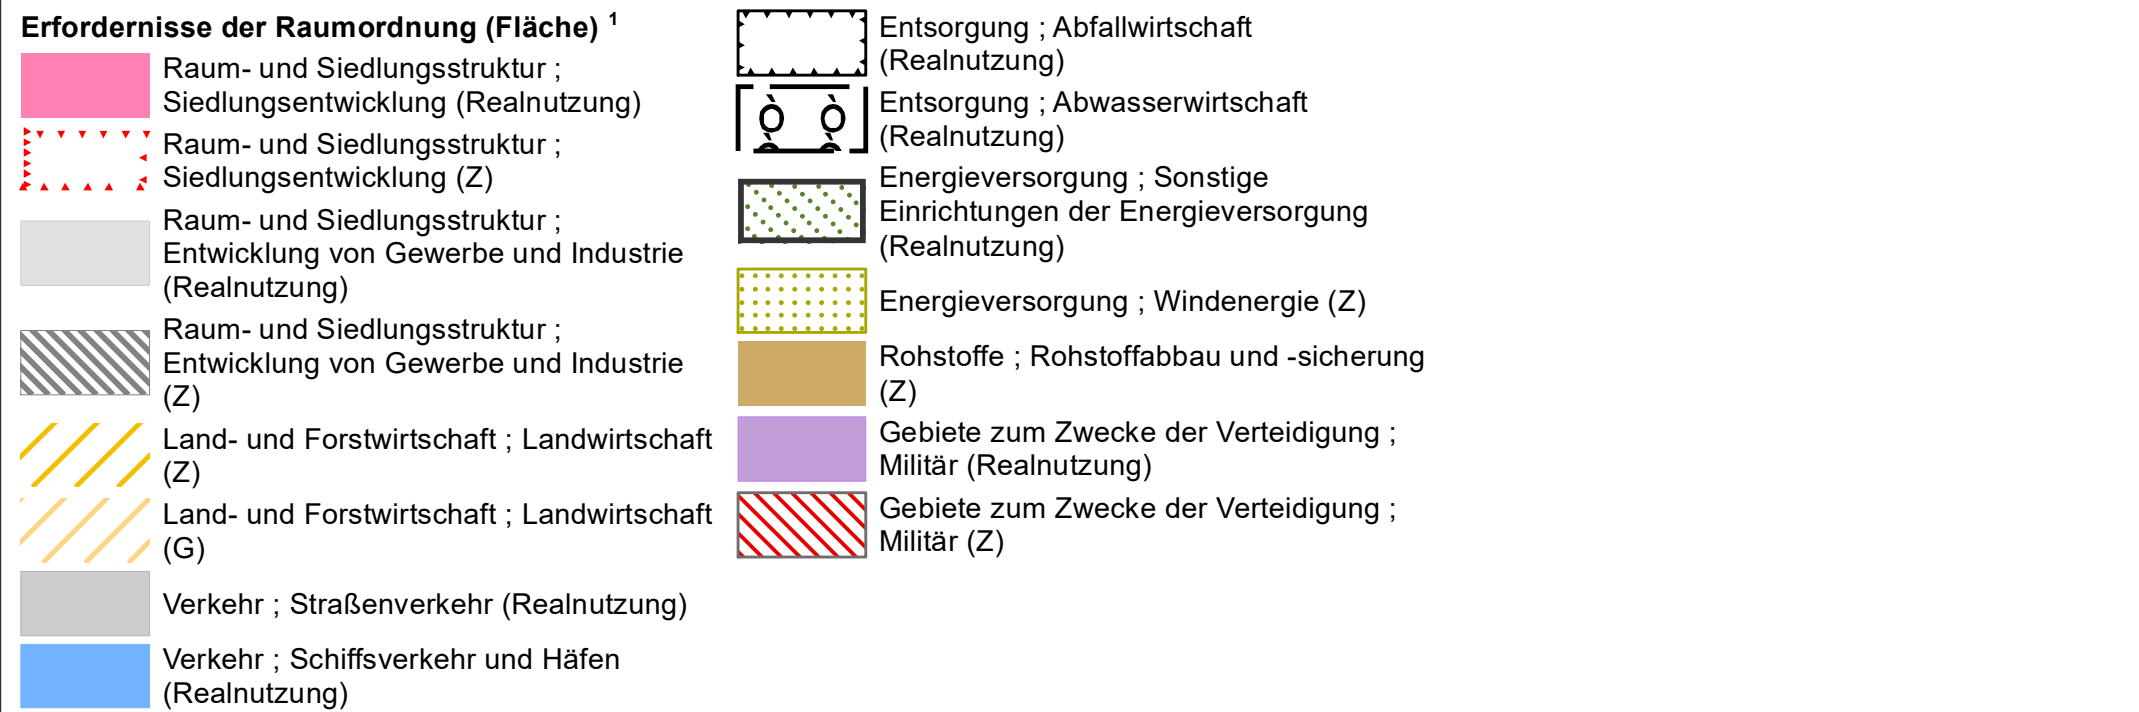 Erfordernisse der Raumordnung (Fläche) ¹
Raum- und Siedlungsstruktur ;
Siedlungsentwicklung (Realnutzung)
Raum- und Siedlungsstruktur ;
Siedlungsentwicklung (Z)
Raum- und Siedlungsstruktur ;
Entwicklung von Gewerbe und Industrie
(Realnutzung)
Raum- und Siedlungsstruktur ;
Entwicklung von Gewerbe und Industrie
(Z)
Land- und Forstwirtschaft ; Landwirtschaft
(Z)
Land- und Forstwirtschaft ; Landwirtschaft
(G)
Verkehr ; Straßenverkehr (Realnutzung)
Verkehr ; Schiffsverkehr und Häfen
(Realnutzung)
Entsorgung ; Abfallwirtschaft
(Realnutzung)
Entsorgung ; Abwasserwirtschaft
(Realnutzung)
Energieversorgung ; Sonstige
Einrichtungen der Energieversorgung
(Realnutzung)
Energieversorgung ; Windenergie (Z)
Rohstoffe ; Rohstoffabbau und -sicherung
(Z)
Gebiete zum Zwecke der Verteidigung ;
Militär (Realnutzung)
Gebiete zum Zwecke der Verteidigung ;
Militär (Z)